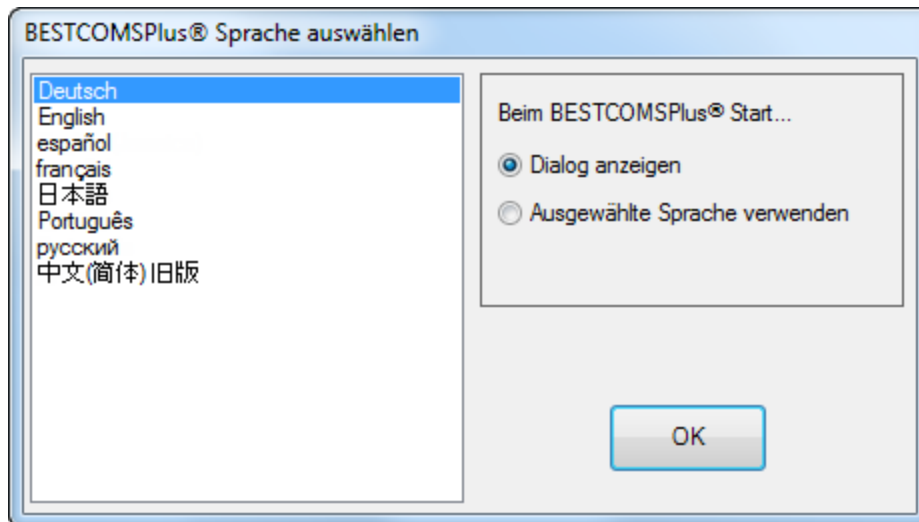 BESTCOMSPlus® Sprache auswählen
Deutsch
English
español
français
日本語
Português
русский
中文(简体) 旧版
Beim BESTCOMSPlus® Start...
Dialog anzeigen
Ausgewählte Sprache verwenden
OK